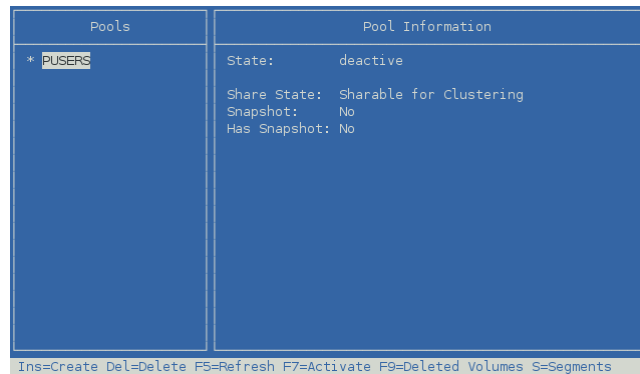 Pools
Pool Information
* PUSERS
State: deactive
Share State: Sharable for Clustering
Snapshot: No
Has Snapshot: No
Ins=Create Del=Delete F5=Refresh F7=Activate F9=Deleted Volumes S=Segments